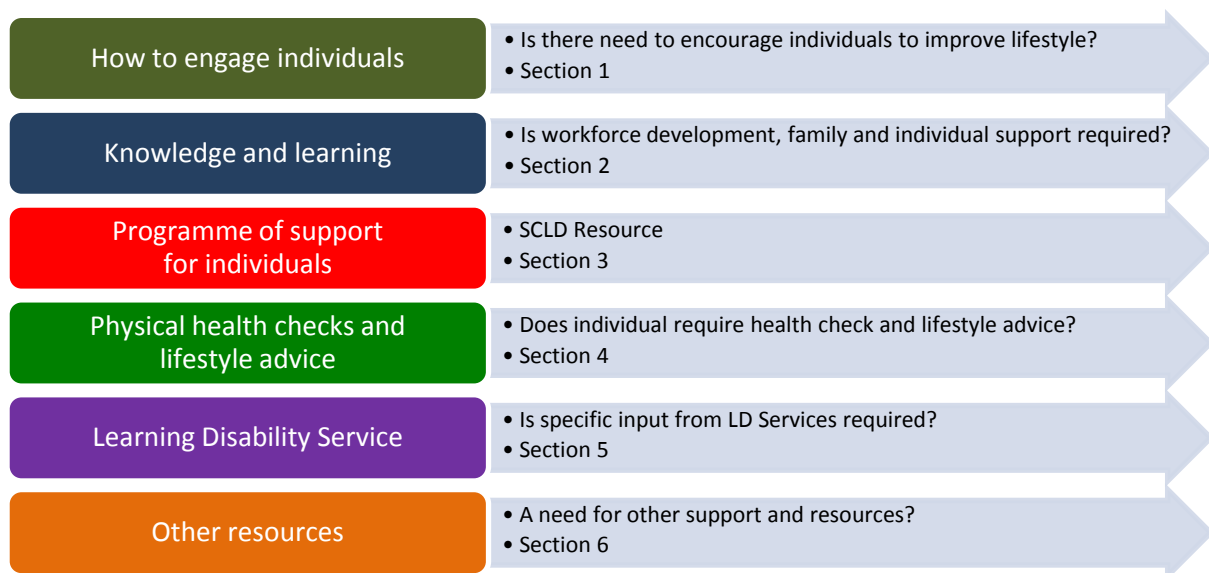 How to engage individuals
• Is there need to encourage individuals to improve lifestyle?
• Section 1
Knowledge and learning
• Is workforce development, family and individual support required?
• Section 2
Programme of support
for individuals
• SCLD Resource
• Section 3
Physical health checks and
lifestyle advice
• Does individual require health check and lifestyle advice?
• Section 4
Learning Disability Service
• Is specific input from LD Services required?
• Section 5
Other resources
• A need for other support and resources?
• Section 6